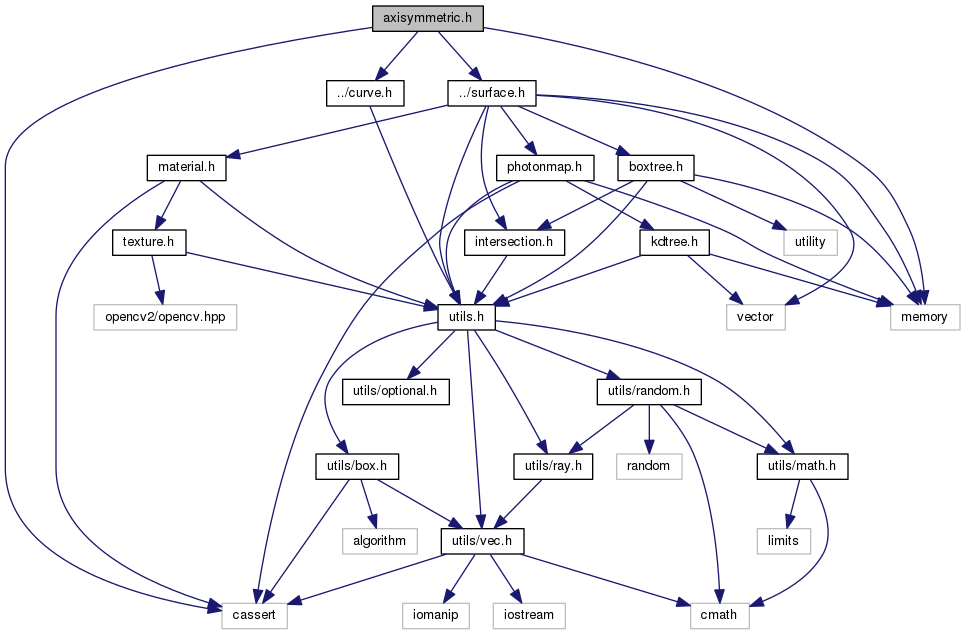 axisymmetric.h
../curve.h
../surface.h
material.h
photonmap.h
boxtree.h
texture.h
intersection.h
kdtree.h
utility
opencv2/opencv.hpp
utils.h
vector
memory
utils/optional.h
utils/random.h
utils/box.h
utils/ray.h
random
utils/math.h
algorithm
utils/vec.h
limits
cassert
iomanip
iostream
cmath